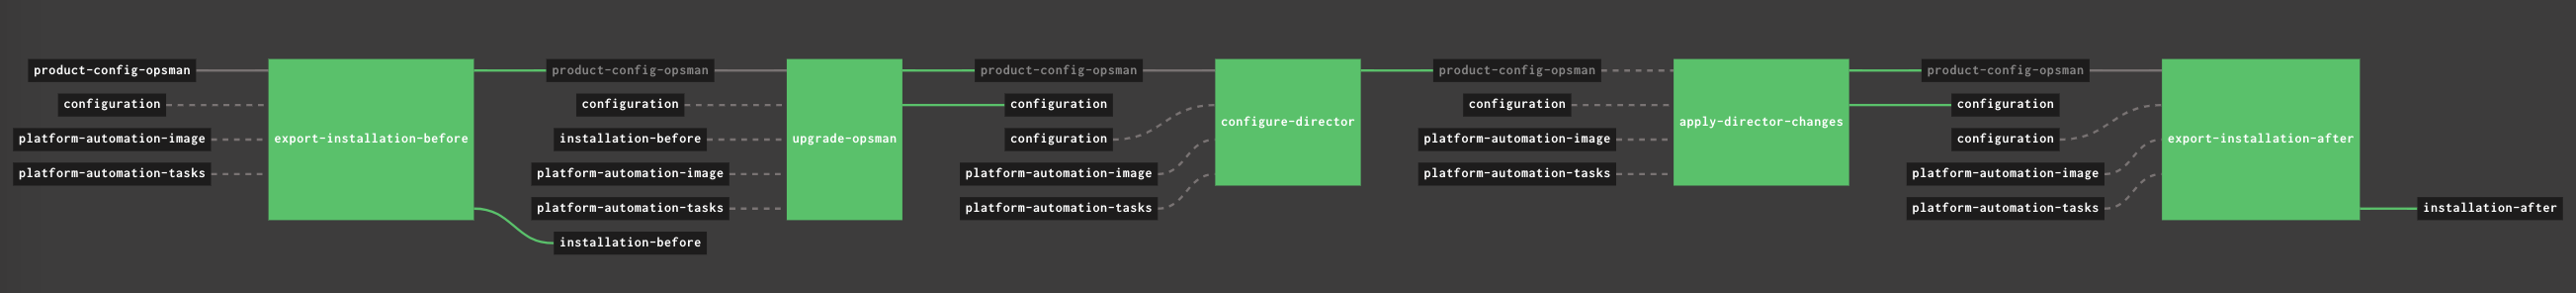 product-config-opsman
configuration
platform-automation-image
platform-automation-tasks
export-installation-before
product-config-opsman
configuration
installation-before
platform-automation-image
platform-automation-tasks
installation-before
upgrade-opsman
product-config-opsman
configuration
configuration
platform-automation-image
platform-automation-tasks
configure-director
product-config-opsman
configuration
platform-automation-image
platform-automation-tasks
apply-director-changes
product-config-opsman
configuration
configuration
platform-automation-image
platform-automation-tasks
export-installation-after
installation-after